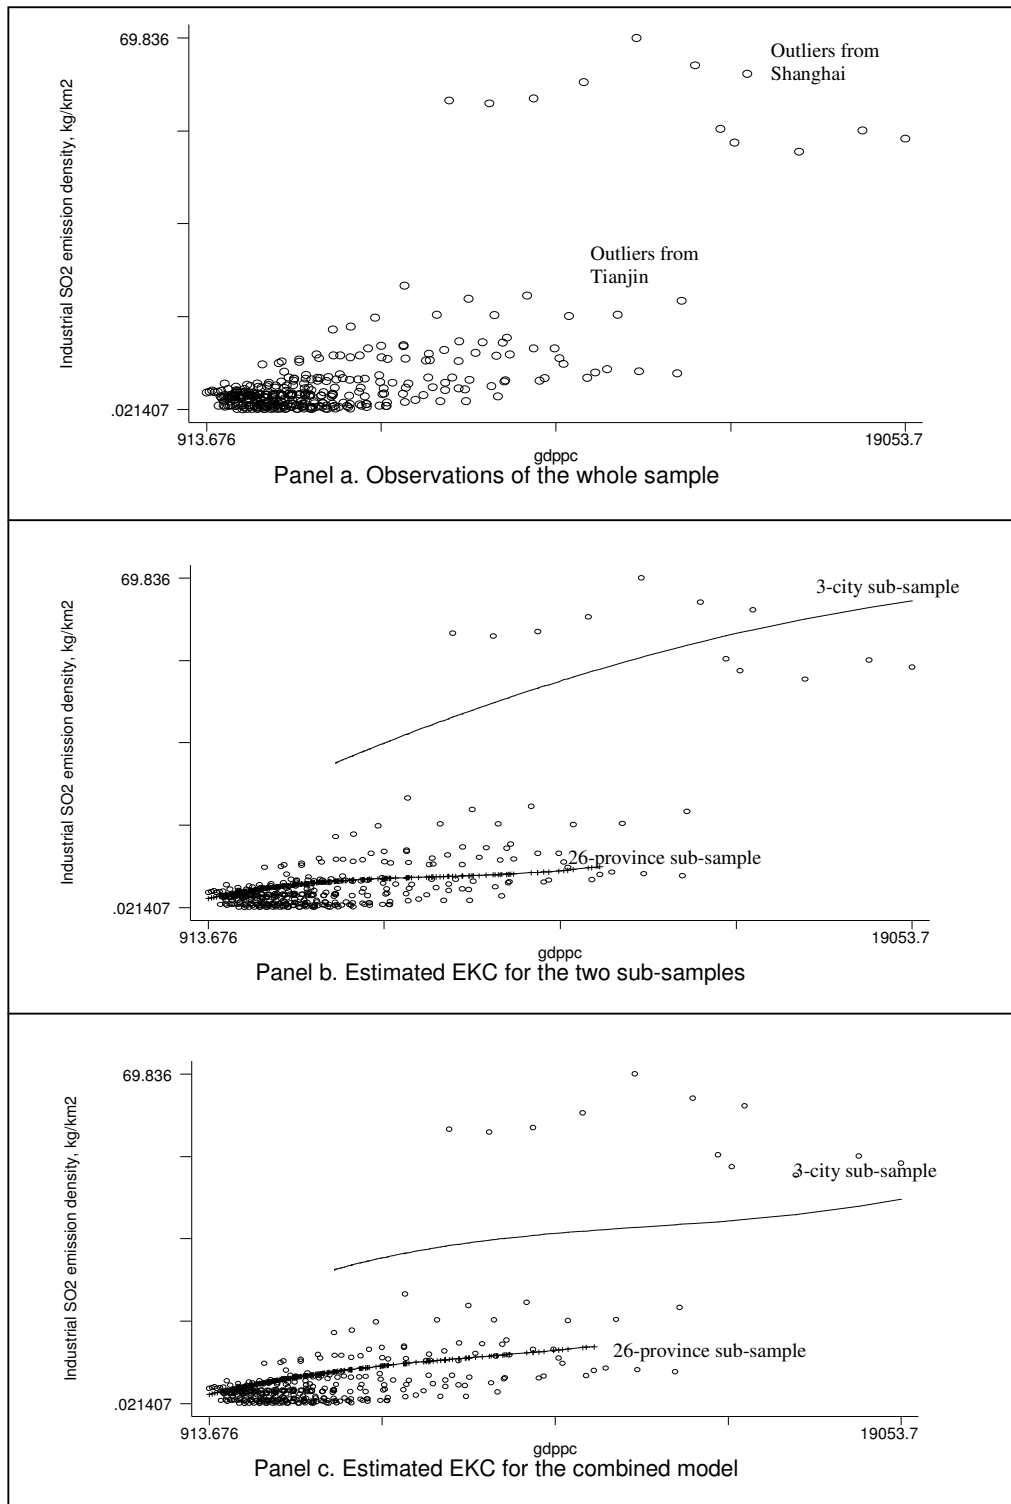 69.836
Outliers from
Shanghai
Industrial SO2 emission density, kg/km2
Outliers from
Tianjin
.021407
913.676
19053.7
gdppc
Panel a. Observations of the whole sample
69.836
3-city sub-sample
Industrial SO2 emission density, kg/km2
26-province sub-sample
.021407
913.676
19053.7
gdppc
Panel b. Estimated EKC for the two sub-samples
69.836
3-city sub-sample
Industrial SO2 emission density, kg/km2
26-province sub-sample
.021407
913.676
19053.7
gdppc
Panel c. Estimated EKC for the combined model